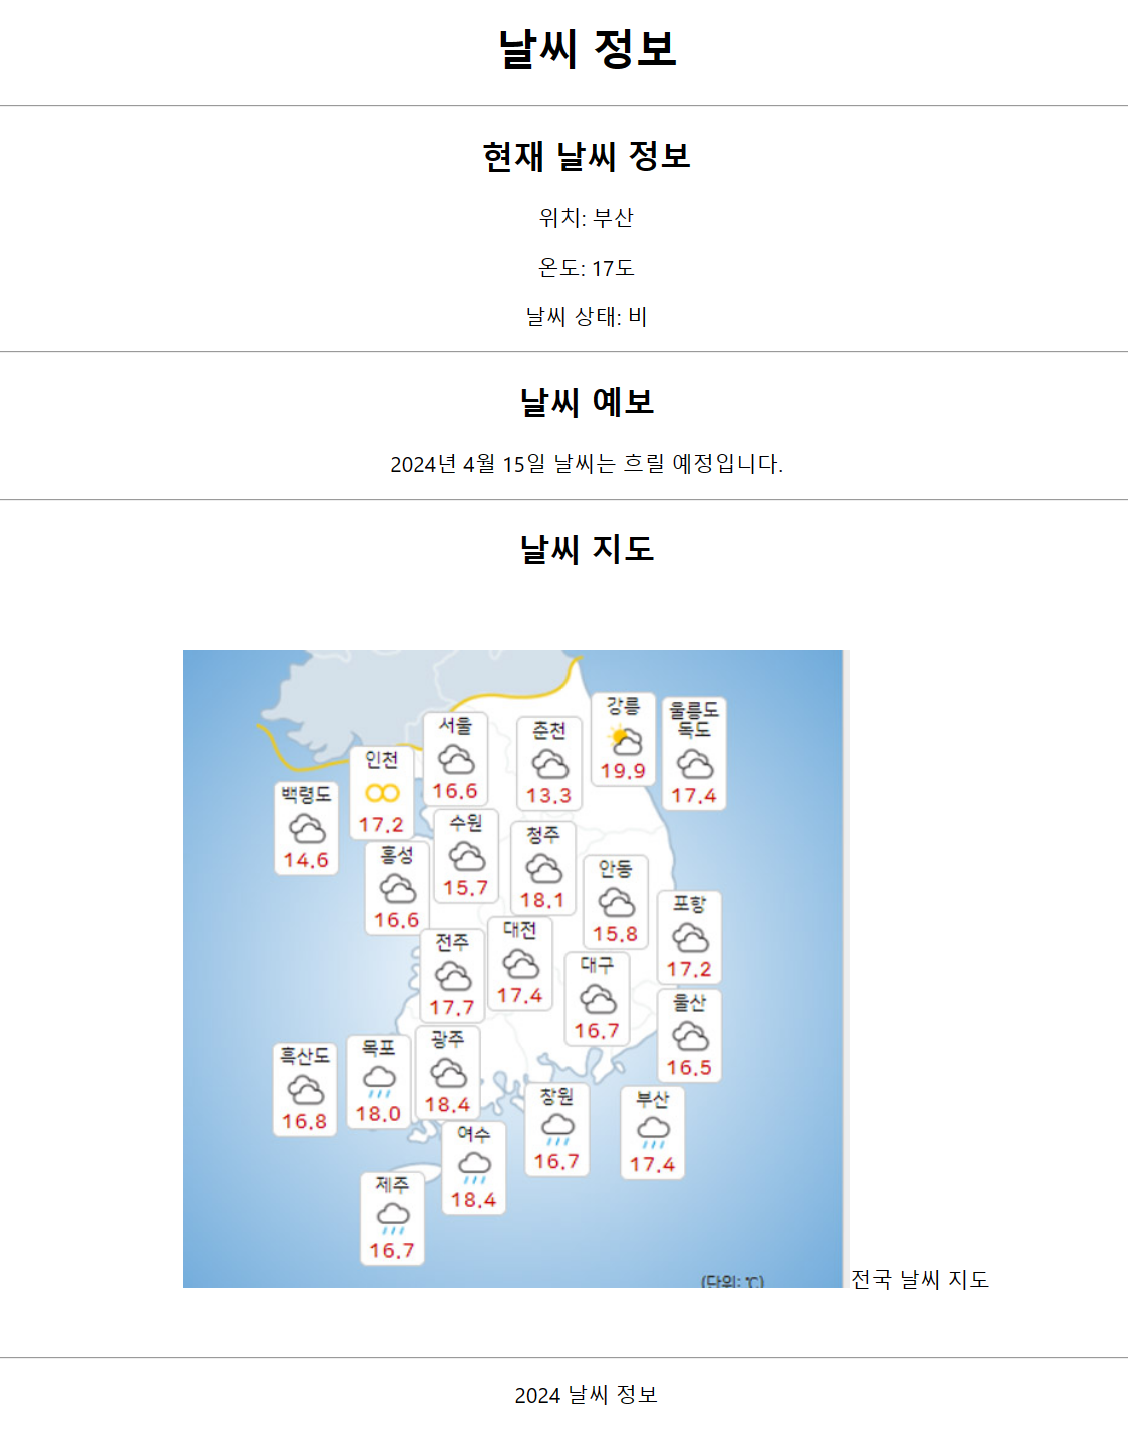 날씨 정보
현재 날씨 정보
위치: 부산
온도: 17도
날씨 상태: 비
날씨 예보
2024년 4월 15일 날씨는 흐릴 예정입니다.
날씨 지도
강릉
19.9
울릉도
독도
17.4
서울
16.6
춘천
13.3
인천
17.2
백령도
14.6
수원
15.7
청주
18.1
홍성
16.6
안동
15.8
포항
17.2
전주
17.7
대전
17.4
대구
16.7
울산
16.5
흑산도
16.8
목포
18.0
광주
18.4
창원
16.7
부산
17.4
여수
18.4
제주
16.7
(단위: ℃)
전국 날씨 지도
2024 날씨 정보